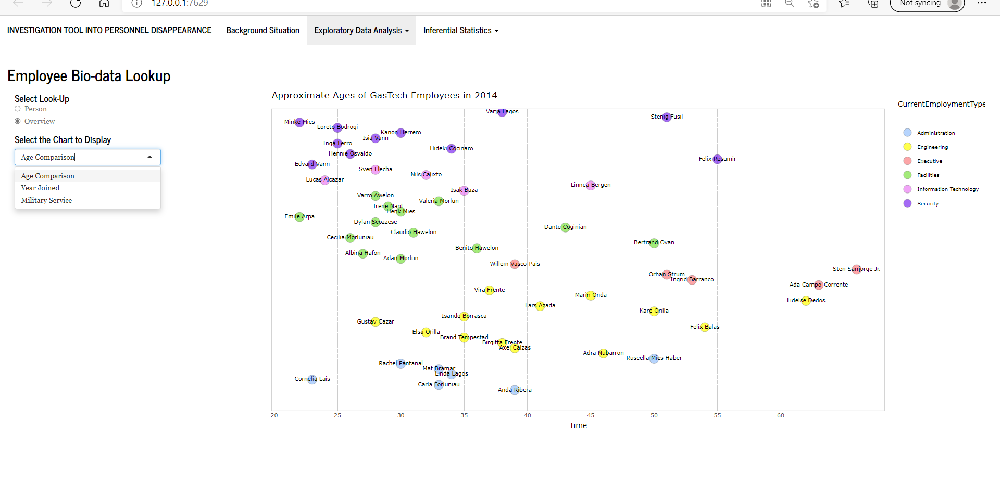 127.0.0.1:7629
Not syncing
INVESTIGATION TOOL INTO PERSONNEL DISAPPEARANCE Background Situation Exploratory Data Analysis Inferential Statistics
Employee Bio-data Lookup
Select Look-Up
Person
Overview
Select the Chart to Display
Age Comparison
Age Comparison
Year Joined
Military Service
Approximate Ages of GasTech Employees in 2014
Varja Lagos
Stenig Fusil
Minke Mies
Loreto Bodrogi
Kanon Herrero
Isia Vann
Inga Ferro
Hideki Cocinaro
Hennie Osvaldo
Felix Resumir
Edvard Vann
Sven Flecha
Nils Calixto
Lucas Alcazar
Linnea Bergen
Isak Baza
Varro Awelon
Valeria Morlun
Irene Nant
Henk Mies
Emile Arpa
Dylan Scozzese
Dante Coginian
Claudio Hawelon
Cecilia Morluniau
Bertrand Ovan
Benito Hawelon
Albina Hafon
Adan Morlun
Willem Vasco-Pais
Sten Sanjorge Jr.
Orhan Strum
Ingrid Barranco
Ada Campo-Corrente
Vira Frente
Marin Onda
Lidelse Dedos
Lars Azada
Kare Orilla
Isande Borrasca
Gustav Cazar
Felix Balas
Elsa Orilla
Brand Tempestad
Birgitta Frente
Axel Calzas
Adra Nubarron
Ruscella Mies Haber
Rachel Pantanal
Mat Bramar
Linda Lagos
Cornelia Lais
Carla Forluniau
Anda Ribera
20 25 30 35 40 45 50 55 60
Time
CurrentEmploymentType
Administration
Engineering
Executive
Facilities
Information Technology
Security